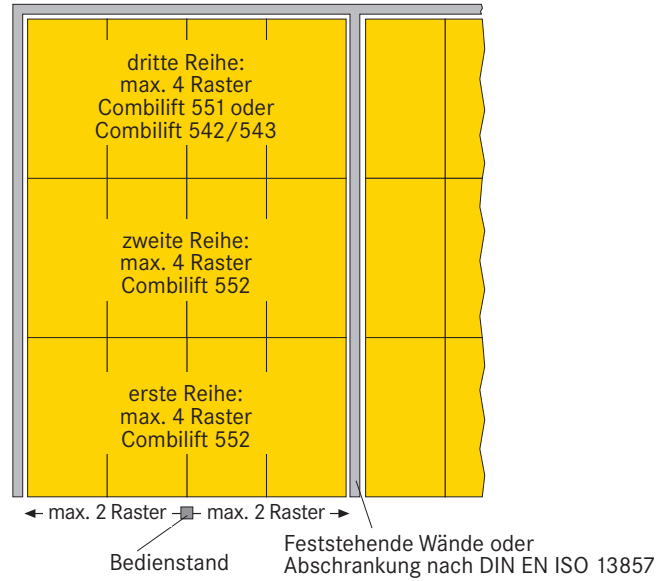 dritte Reihe:
max. 4 Raster
Combilift 551 oder
Combilift 542/543
zweite Reihe:
max. 4 Raster
Combilift 552
erste Reihe:
max. 4 Raster
Combilift 552
max. 2 Raster
max. 2 Raster
Bedienstand
Feststehende Wände oder
Abschrankung nach DIN EN ISO 13857